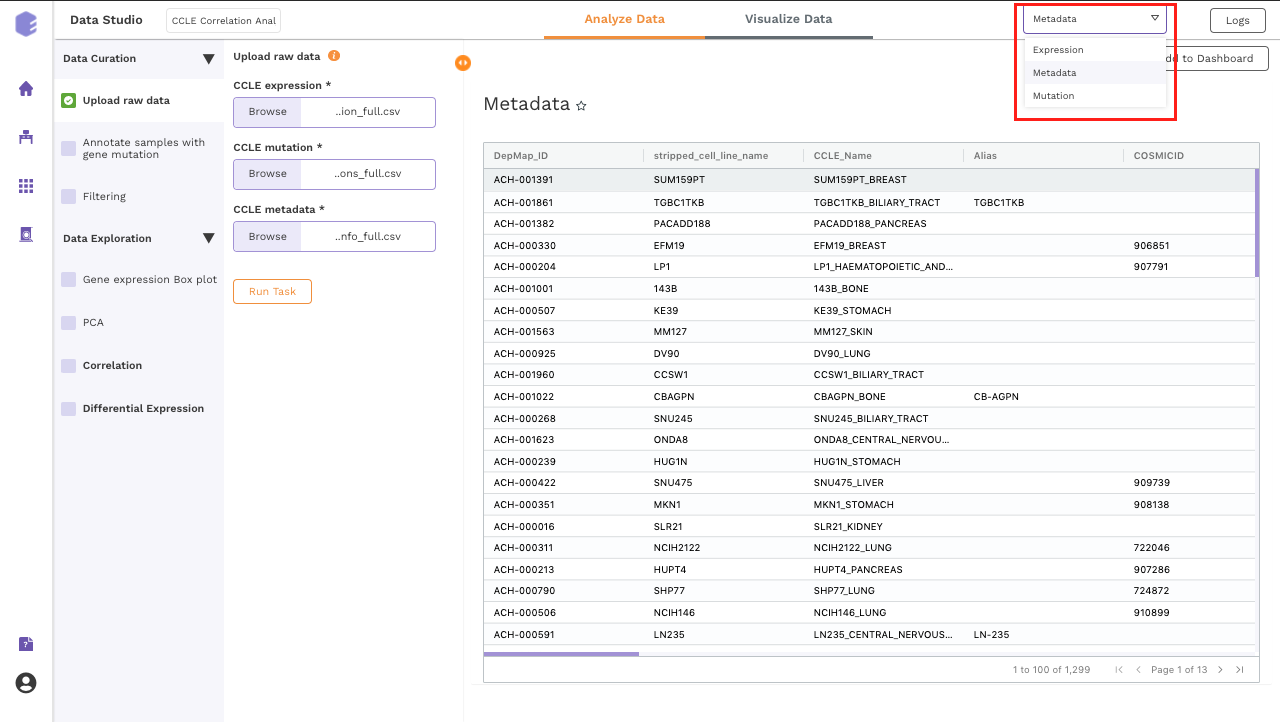 Data Studio
CCLE Correlation Anal
Analyze Data
Visualize Data
Metadata
Logs
Expression
Metadata
Mutation
dd to Dashboard
Data Curation
Upload raw data
Annotate samples with
gene mutation
Filtering
Data Exploration
Gene expression Box plot
PCA
Correlation
Differential Expression
Upload raw data i
CCLE expression *
Browse ..ion_full.csv
CCLE mutation *
Browse ..ons_full.csv
CCLE metadata *
Browse ..nfo_full.csv
Run Task
Metadata
DepMap_ID stripped_cell_line_name CCLE_Name Alias COSMICID
ACH-001391 SUM159PT SUM159PT_BREAST
ACH-001861 TGBC1TKB TGBC1TKB_BILIARY_TRACT TGBC1TKB
ACH-001382 PACADD188 PACADD188_PANCREAS
ACH-000330 EFM19 EFM19_BREAST 906851
ACH-000204 LP1 LP1_HAEMATOPOIETIC_AND... 907791
ACH-001001 143B 143B_BONE
ACH-000507 KE39 KE39_STOMACH
ACH-001563 MM127 MM127_SKIN
ACH-000925 DV90 DV90_LUNG
ACH-001960 CCSW1 CCSW1_BILIARY_TRACT
ACH-001022 CBAGPN CBAGPN_BONE CB-AGPN
ACH-000268 SNU245 SNU245_BILIARY_TRACT
ACH-001623 ONDA8 ONDA8_CENTRAL_NERVOU...
ACH-000239 HUG1N HUG1N_STOMACH
ACH-000422 SNU475 SNU475_LIVER 909739
ACH-000351 MKN1 MKN1_STOMACH 908138
ACH-000016 SLR21 SLR21_KIDNEY
ACH-000311 NCIH2122 NCIH2122_LUNG 722046
ACH-000213 HUPT4 HUPT4_PANCREAS 907286
ACH-000790 SHP77 SHP77_LUNG 724872
ACH-000506 NCIH146 NCIH146_LUNG 910899
ACH-000591 LN235 LN235_CENTRAL_NERVOUS... LN-235
1 to 100 of 1,299 Page 1 of 13
?